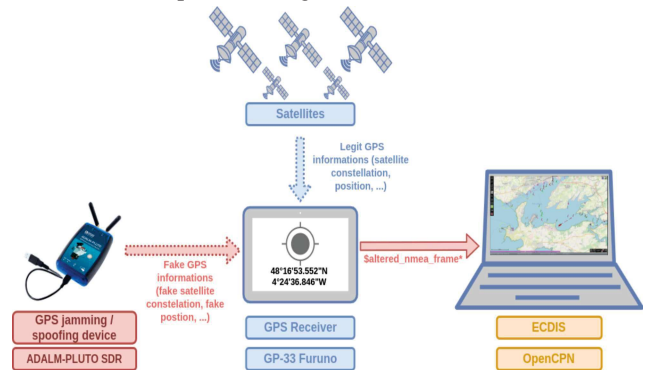 Satellites
Legit GPS
informations (satellite
constellation,
position, ...)
48°16'53.552"N
4°24'36.846"W
$altered_nmea_frame*
Fake GPS
informations
(fake satellite
constelation, fake
postion, ...)
GPS jamming /
spoofing device
ADALM-PLUTO SDR
GPS Receiver
GP-33 Furuno
ECDIS
OpenCPN